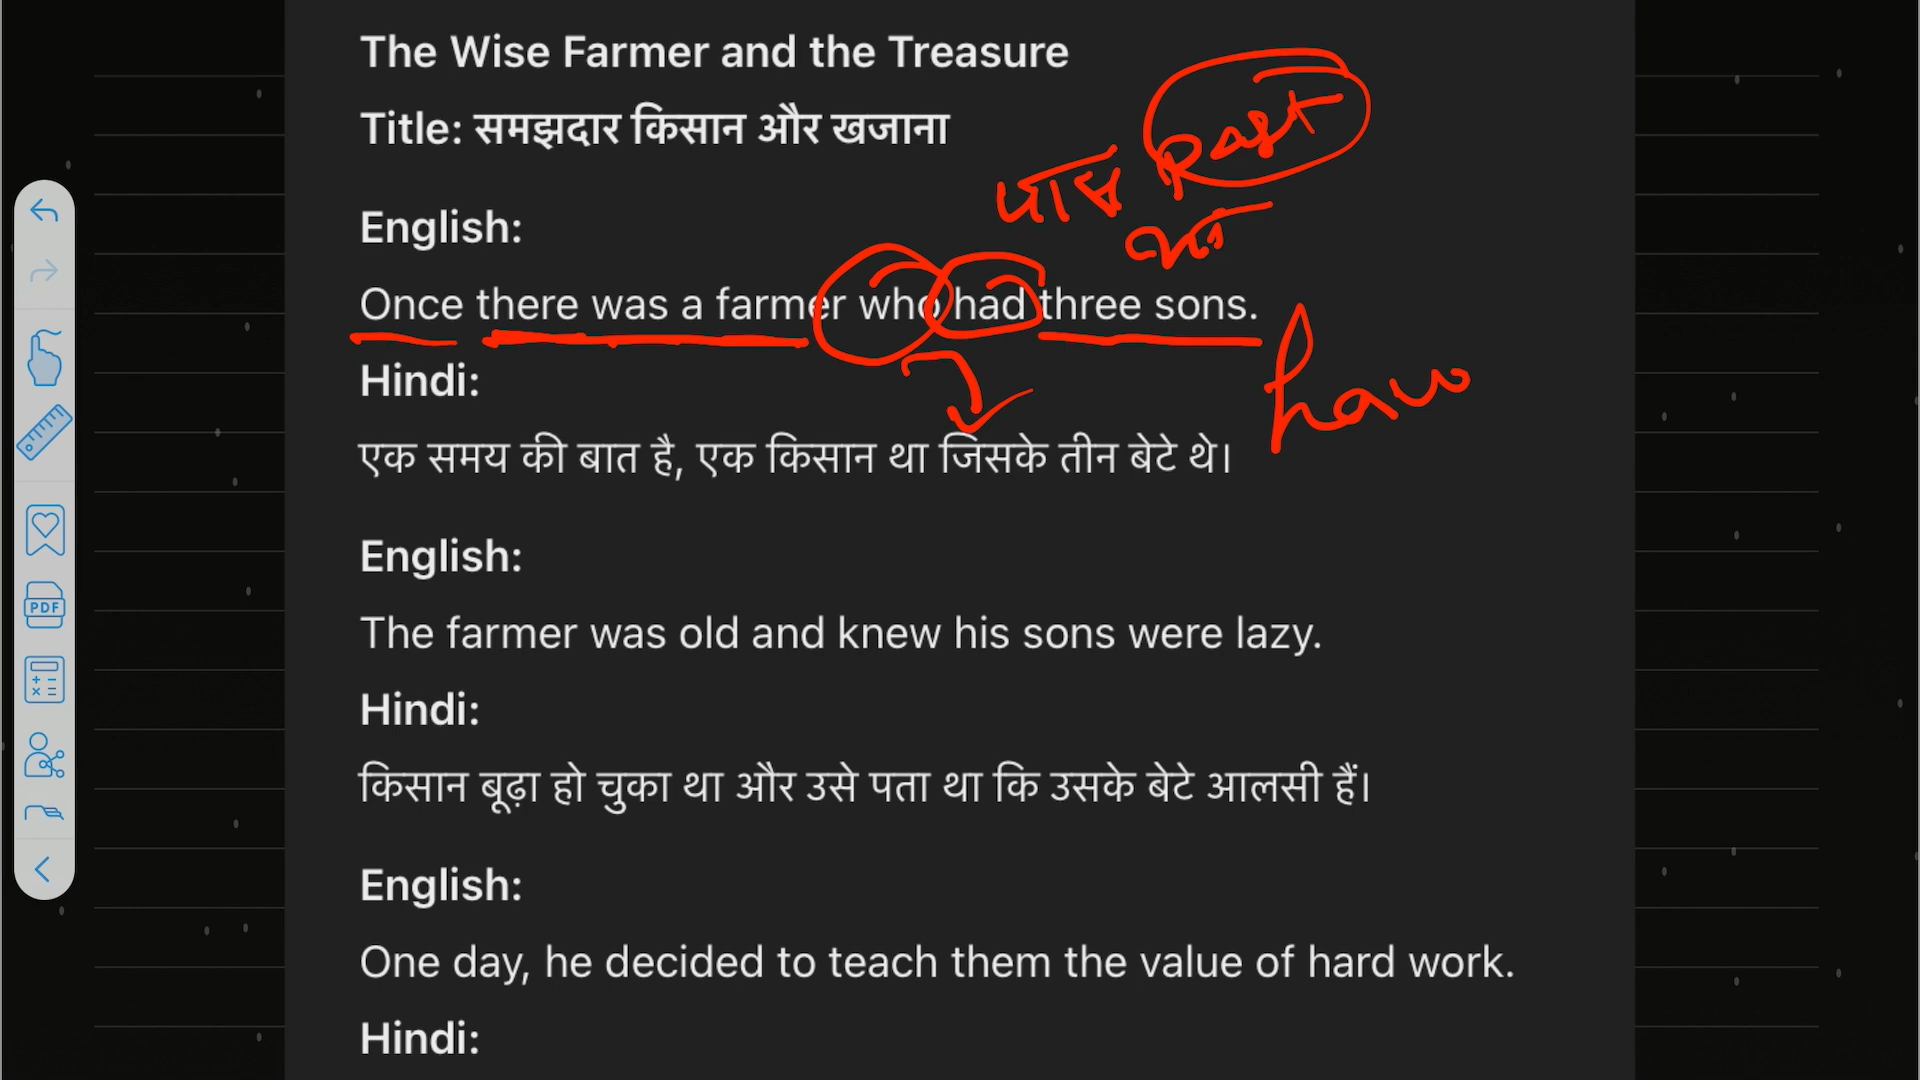 The Wise Farmer and the Treasure
Title: समझदार किसान और खजाना
पास Past
English:
Once there was a farmer who had three sons.
Hindi:
एक समय की बात है, एक किसान था जिसके तीन बेटे थे।
English:
The farmer was old and knew his sons were lazy.
Hindi:
किसान बूढ़ा हो चुका था और उसे पता था कि उसके बेटे आलसी हैं।
English:
One day, he decided to teach them the value of hard work.
Hindi:
PDF